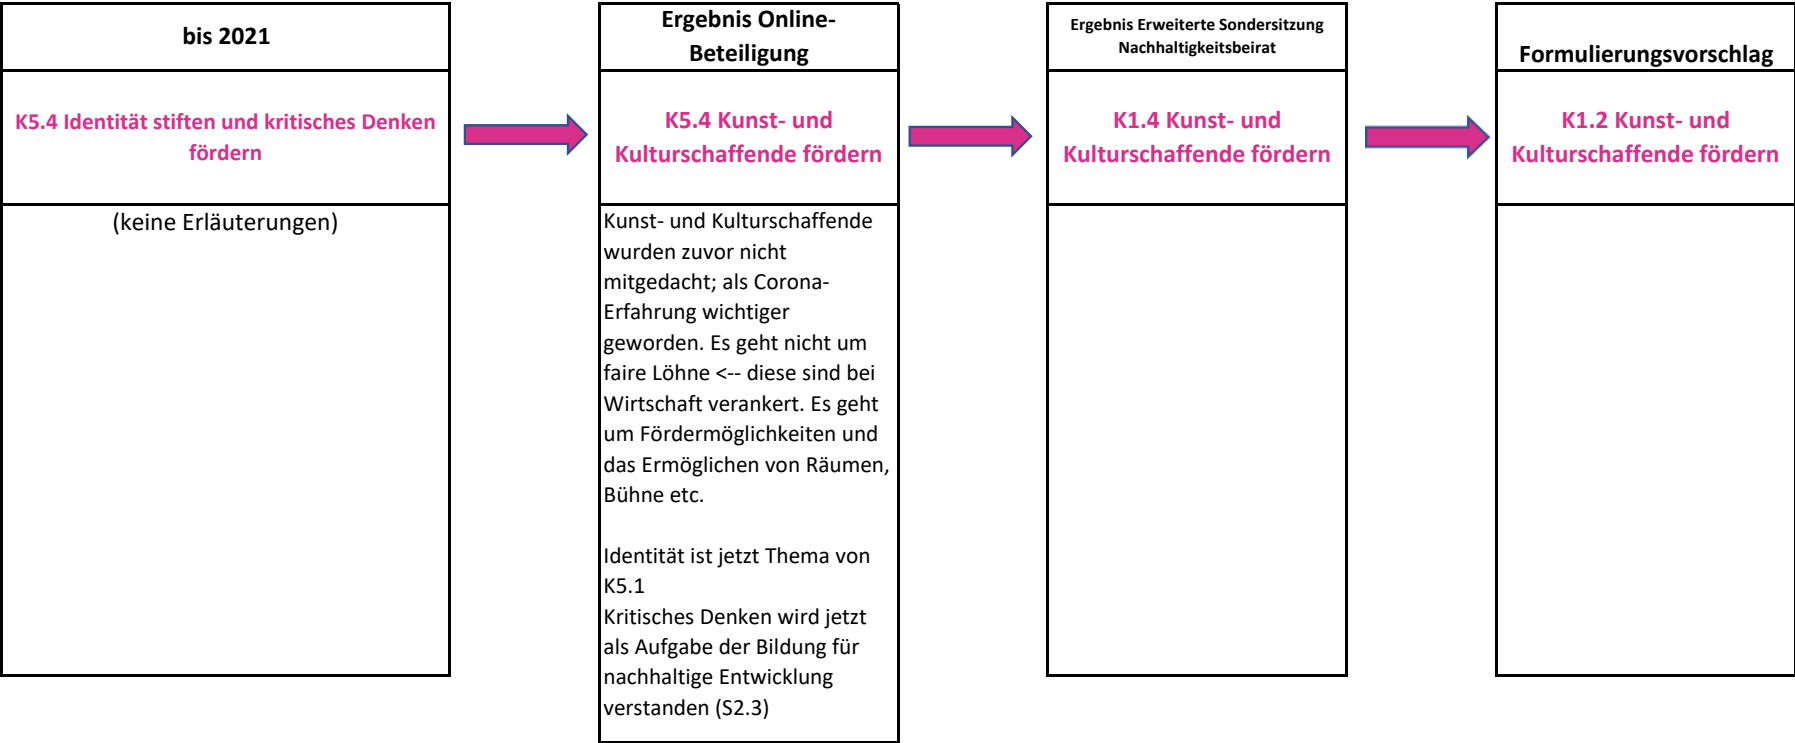 bis 2021
K5.4 Identität stiften und kritisches Denken
fördern
(keine Erläuterungen)
Ergebnis Online-
Beteiligung
K5.4 Kunst- und
Kulturschaffende fördern
Kunst- und Kulturschaffende
wurden zuvor nicht
mitgedacht; als Corona-
Erfahrung wichtiger
geworden. Es geht nicht um
faire Löhne <-- diese sind bei
Wirtschaft verankert. Es geht
um Fördermöglichkeiten und
das Ermöglichen von Räumen,
Bühne etc.
Identität ist jetzt Thema von
K5.1
Kritisches Denken wird jetzt
als Aufgabe der Bildung für
nachhaltige Entwicklung
verstanden (S2.3)
Ergebnis Erweiterte Sondersitzung
Nachhaltigkeitsbeirat
K1.4 Kunst- und
Kulturschaffende fördern
Formulierungsvorschlag
K1.2 Kunst- und
Kulturschaffende fördern